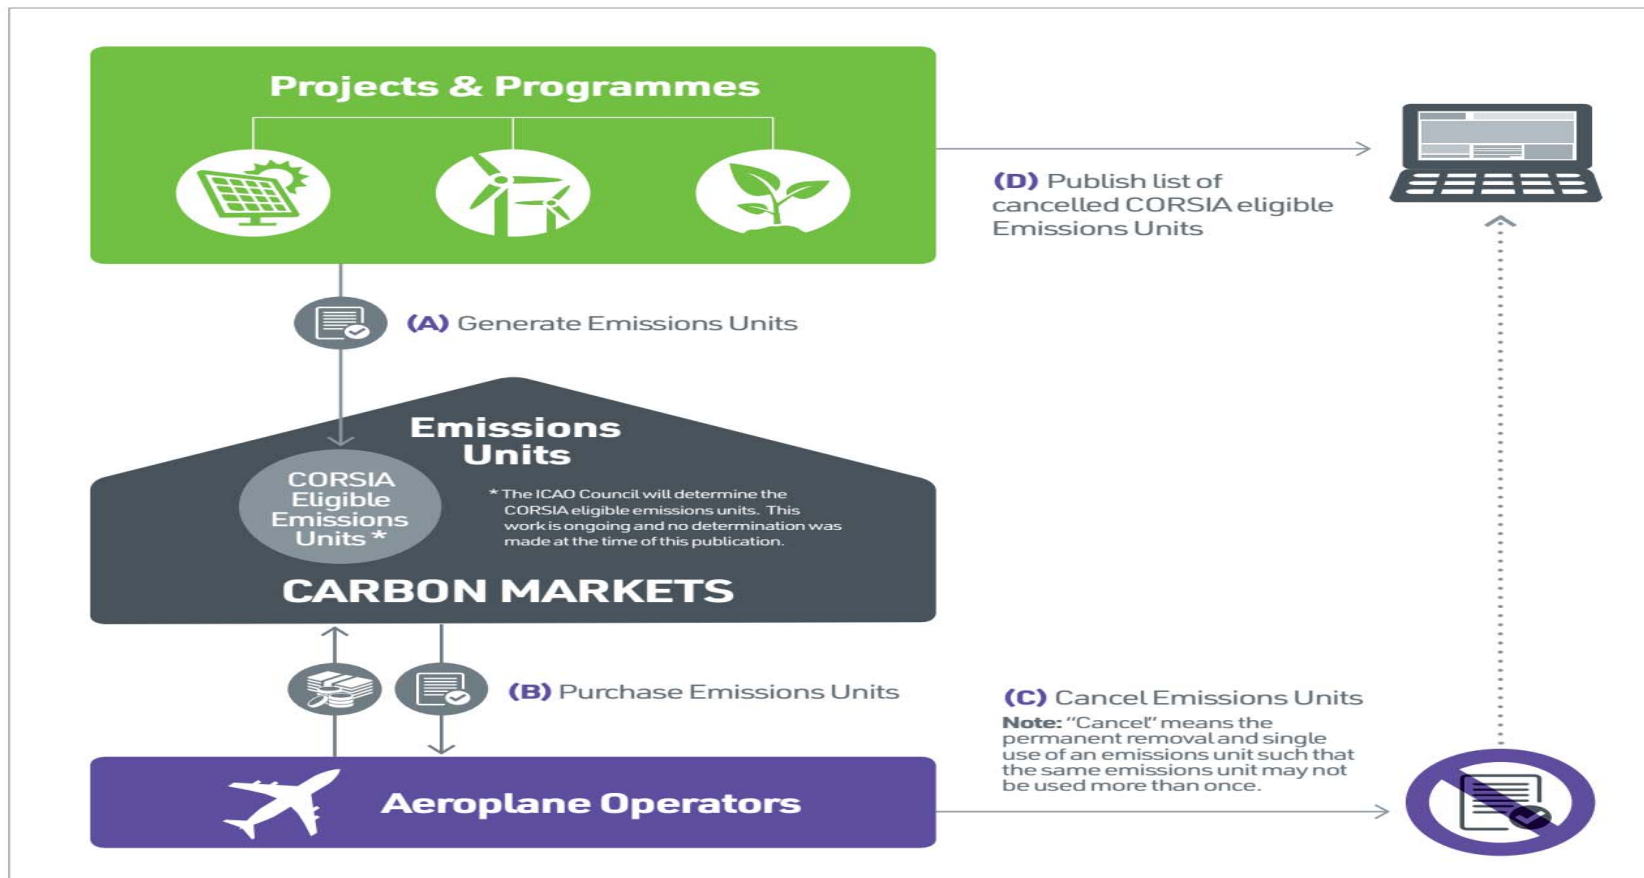 Projects & Programmes
(D) Publish list of
cancelled CORSIA eligible
Emissions Units
(A) Generate Emissions Units
Emissions
Units
CORSIA
Eligible
Emissions
Units *
* The ICAO Council will determine the
CORSIA eligible emissions units. This
work is ongoing and no determination was
made at the time of this publication.
CARBON MARKETS
(B) Purchase Emissions Units
(C) Cancel Emissions Units
Note: "Cancel" means the
permanent removal and single
use of an emissions unit such that
the same emissions unit may not
be used more than once.
Aeroplane Operators